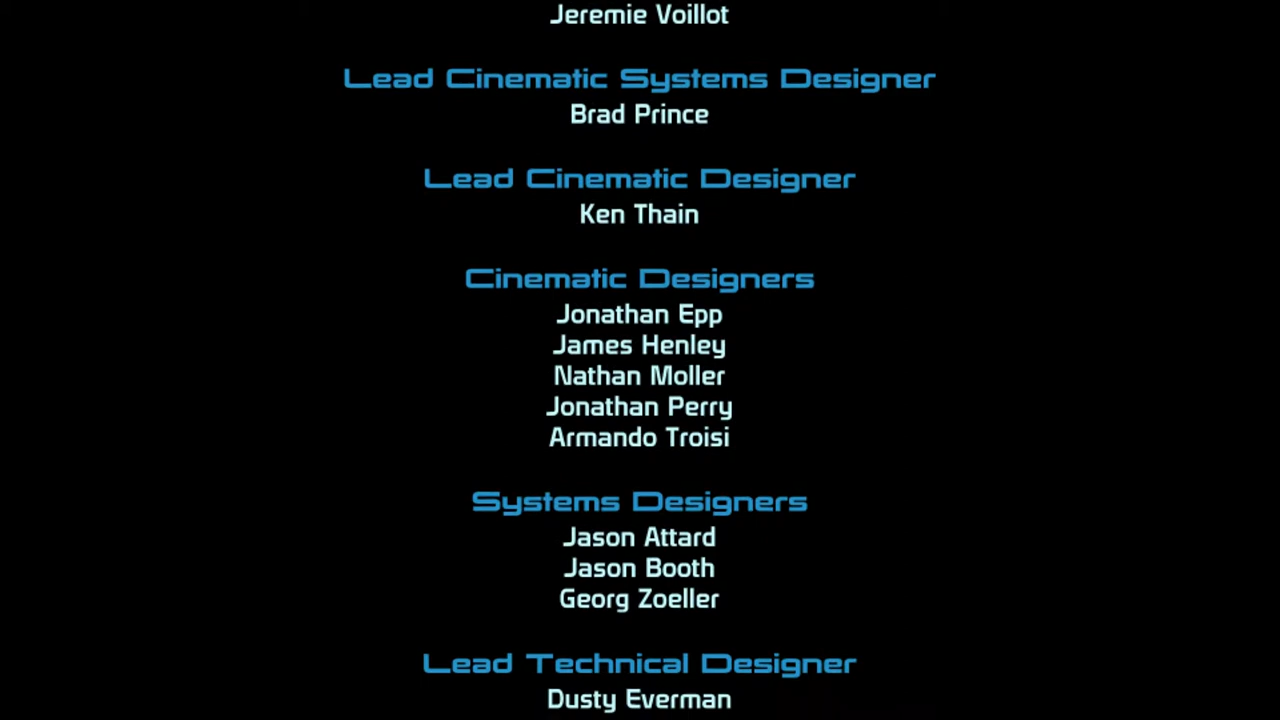 Jeremie Voillot
Lead Cinematic Systems Designer
Brad Prince
Lead Cinematic Designer
Ken Thain
Cinematic Designers
Jonathan Epp
James Henley
Nathan Moller
Jonathan Perry
Armando Troisi
Systems Designers
Jason Attard
Jason Booth
Georg Zoeller
Lead Technical Designer
Dusty Everman